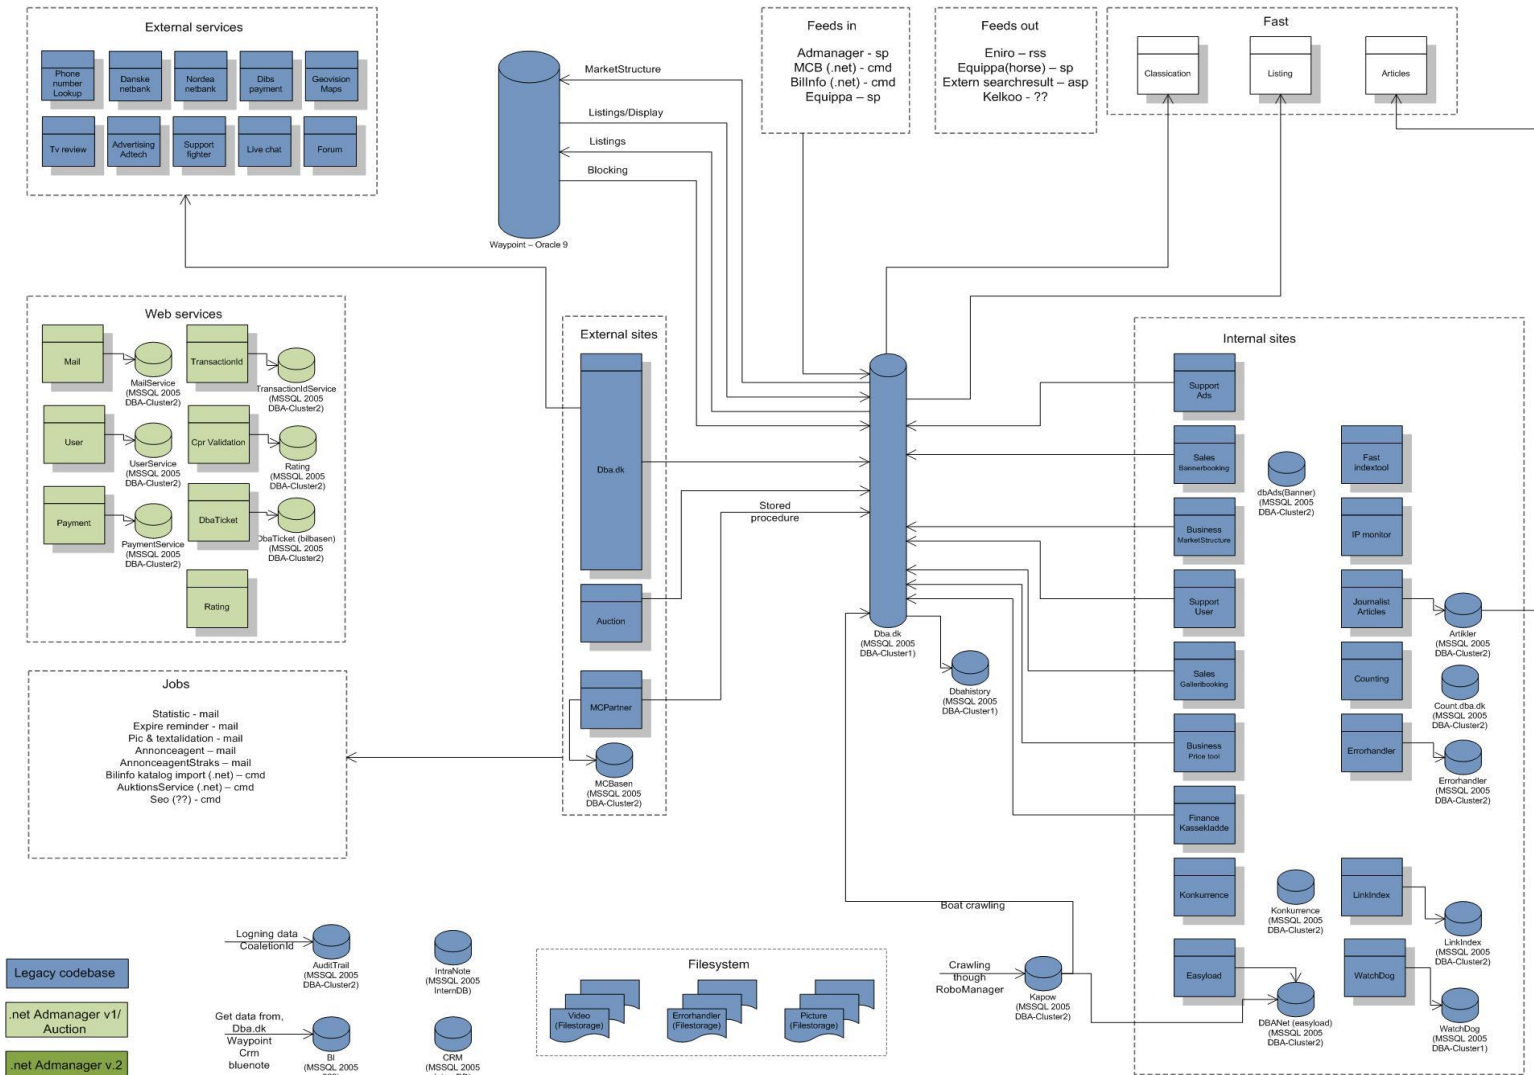 External services
Phone
number
Lookup
Danske
netbank
Nordea
netbank
Dibs
payment
Geovision
Maps
Tv review
Advertising
Adtech
Support
fighter
Live chat
Forum
MarketStructure
Listings/Display
Listings
Blocking
Waypoint – Oracle 9
Feeds in
Admanager - sp
MCB (.net) - cmd
BilInfo (.net) - cmd
Equippa – sp
Feeds out
Eniro – rss
Equippa(horse) – sp
Extern searchresult – asp
Kelkoo - ??
Fast
Classication
Listing
Articles
Web services
Mail
MailService
(MSSQL 2005
DBA-Cluster2)
TransactionId
TransactionIdService
(MSSQL 2005
DBA-Cluster2)
User
UserService
(MSSQL 2005
DBA-Cluster2)
Cpr Validation
Rating
(MSSQL 2005
DBA-Cluster2)
Payment
PaymentService
(MSSQL 2005
DBA-Cluster2)
DbaTicket
DbaTicket (bilbasen)
(MSSQL 2005
DBA-Cluster2)
Rating
External sites
Dba.dk
Auction
MCPartner
MCBasen
(MSSQL 2005
DBA-Cluster2)
Stored
procedure
Dba.dk
(MSSQL 2005
DBA-Cluster1)
Dbahistory
(MSSQL 2005
DBA-Cluster1)
Internal sites
Support
Ads
Sales
Bannerbooking
dbAds(Banner)
(MSSQL 2005
DBA-Cluster2)
Fast
indextool
Business
MarketStructure
IP monitor
Support
User
Journalist
Articles
Artikler
(MSSQL 2005
DBA-Cluster2)
Sales
Galleribooking
Counting
Count.dba.dk
(MSSQL 2005
DBA-Cluster2)
Business
Price tool
Errorhandler
Errorhandler
(MSSQL 2005
DBA-Cluster2)
Finance
Kassekladde
Konkurrence
Konkurrence
(MSSQL 2005
DBA-Cluster2)
LinkIndex
LinkIndex
(MSSQL 2005
DBA-Cluster2)
Easyload
DBANet (easyload)
(MSSQL 2005
DBA-Cluster2)
WatchDog
WatchDog
(MSSQL 2005
DBA-Cluster1)
Jobs
Statistic - mail
Expire reminder - mail
Pic & textalidation - mail
Annonceagent – mail
AnnonceagentStraks – mail
Bilinfo katalog import (.net) – cmd
AuktionsService (.net) – cmd
Seo (??) - cmd
Boat crawling
Crawling
though
RoboManager
Kapow
(MSSQL 2005
DBA-Cluster2)
Filesystem
Video
(Filestorage)
Errorhandler
(Filestorage)
Picture
(Filestorage)
Logning data
CoaletionId
AuditTrail
(MSSQL 2005
DBA-Cluster2)
IntraNote
(MSSQL 2005
InternDB)
Get data from,
Dba.dk
Waypoint
Crm
bluenote
BI
(MSSQL 2005
CRM
(MSSQL 2005
Legacy codebase
.net Admanager v1/
Auction
.net Admanager v.2